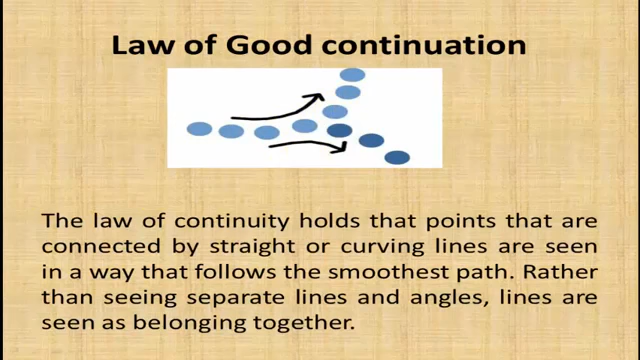 Law of Good continuation
The law of continuity holds that points that are
connected by straight or curving lines are seen
in a way that follows the smoothest path. Rather
than seeing separate lines and angles, lines are
seen as belonging together.